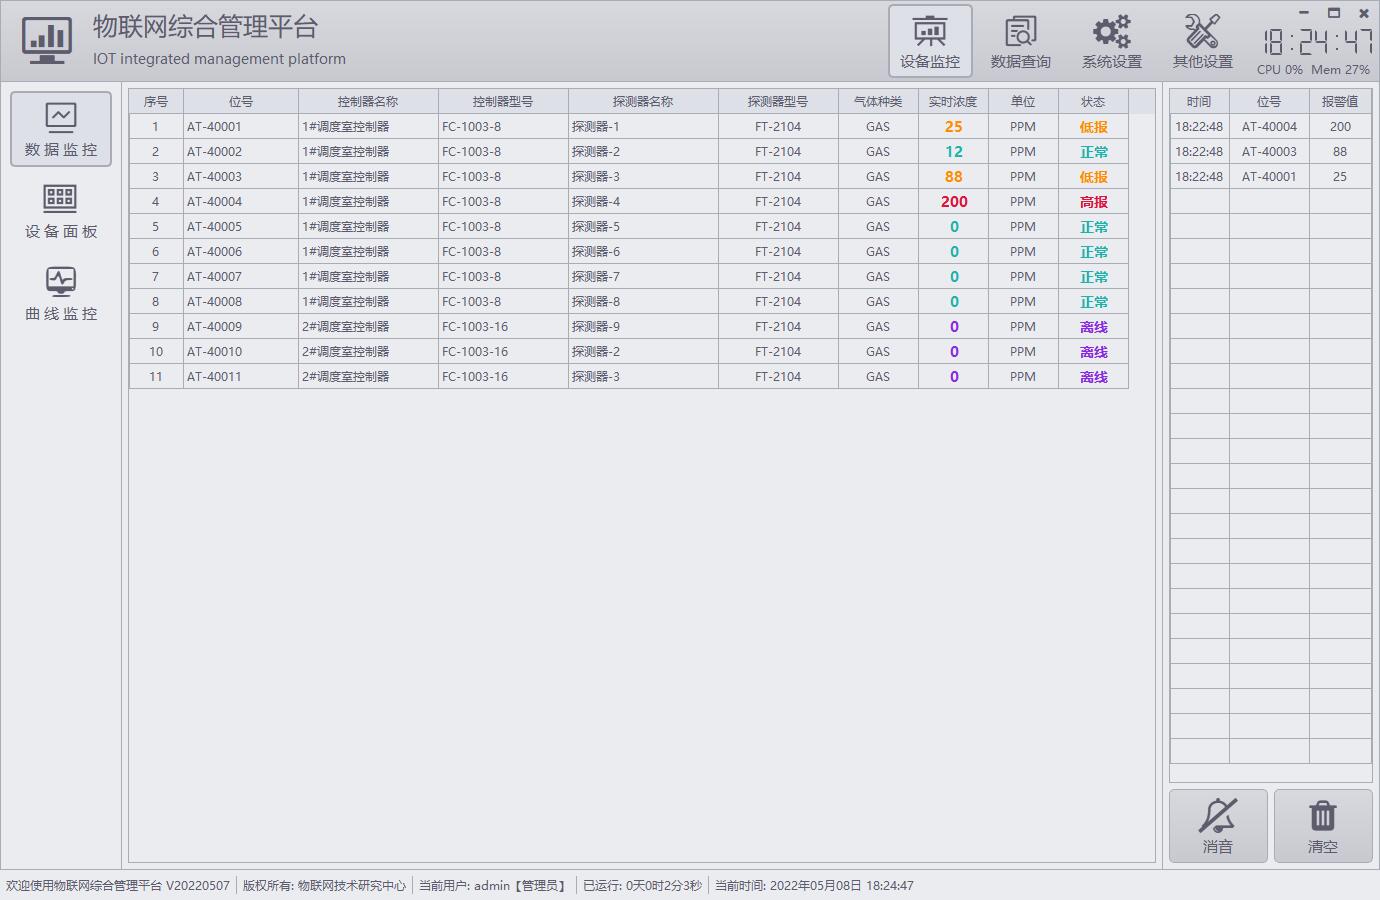 物联网综合管理平台
IOT integrated management platform
设备监控
数据查询
系统设置
其他设置
18:24:47
CPU 0% Mem 27%
数据监控
设备面板
曲线监控
序号 位号 控制器名称 控制器型号 探测器名称 探测器型号 气体种类 实时浓度 单位 状态
1 AT-40001 1#调度室控制器 FC-1003-8 探测器-1 FT-2104 GAS 25 PPM 低报
2 AT-40002 1#调度室控制器 FC-1003-8 探测器-2 FT-2104 GAS 12 PPM 正常
3 AT-40003 1#调度室控制器 FC-1003-8 探测器-3 FT-2104 GAS 88 PPM 低报
4 AT-40004 1#调度室控制器 FC-1003-8 探测器-4 FT-2104 GAS 200 PPM 高报
5 AT-40005 1#调度室控制器 FC-1003-8 探测器-5 FT-2104 GAS 0 PPM 正常
6 AT-40006 1#调度室控制器 FC-1003-8 探测器-6 FT-2104 GAS 0 PPM 正常
7 AT-40007 1#调度室控制器 FC-1003-8 探测器-7 FT-2104 GAS 0 PPM 正常
8 AT-40008 1#调度室控制器 FC-1003-8 探测器-8 FT-2104 GAS 0 PPM 正常
9 AT-40009 2#调度室控制器 FC-1003-16 探测器-9 FT-2104 GAS 0 PPM 离线
10 AT-40010 2#调度室控制器 FC-1003-16 探测器-2 FT-2104 GAS 0 PPM 离线
11 AT-40011 2#调度室控制器 FC-1003-16 探测器-3 FT-2104 GAS 0 PPM 离线
时间 位号 报警值
18:22:48 AT-40004 200
18:22:48 AT-40003 88
18:22:48 AT-40001 25
消音
清空
欢迎使用物联网综合管理平台 V20220507 版权所有: 物联网技术研究中心 当前用户: admin【管理员】 已运行: 0天0时2分3秒 当前时间: 2022年05月08日 18:24:47